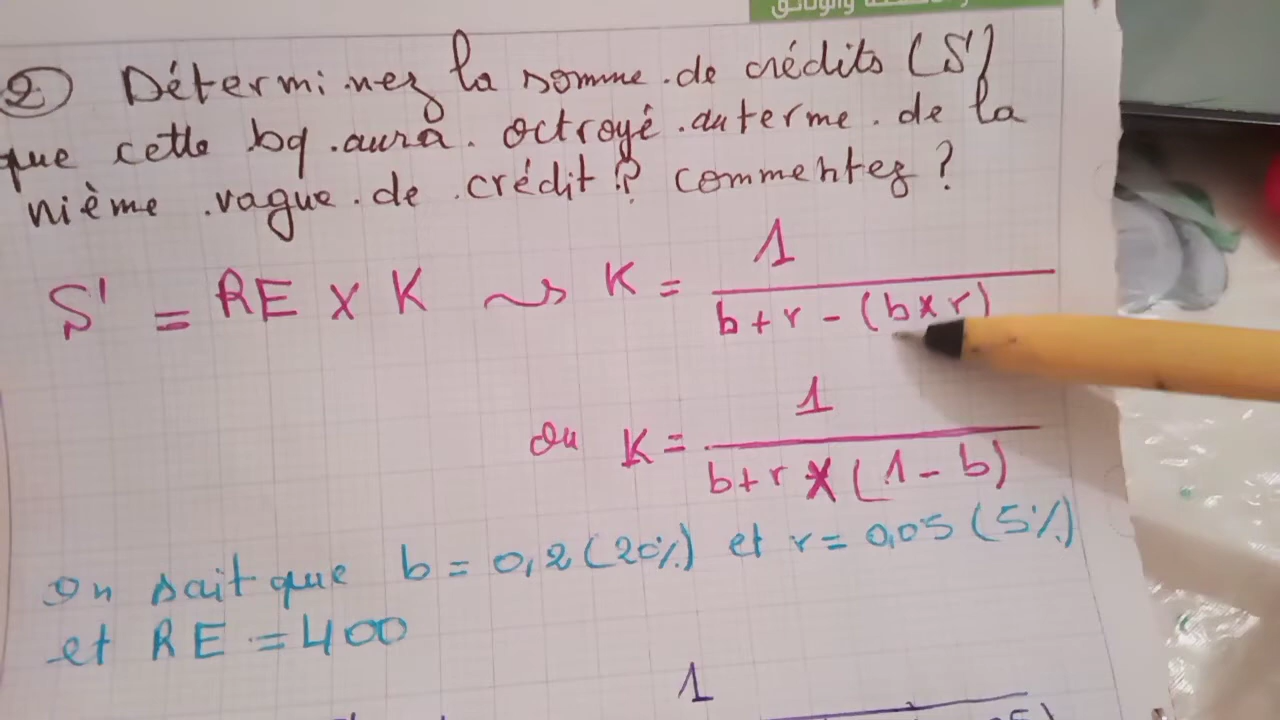 والوثائق
② Déterminez la somme de crédits (S')
que cette bq aura octroyé au terme de la
nième vague de crédit ? commentez ?
S' = RE X K ⤳ K = 1 / b + r - (b x r)
ou K = 1 / b + r X (1 - b)
on sait que b = 0,2 (20%) et r = 0,05 (5%)
et RE = 400
1